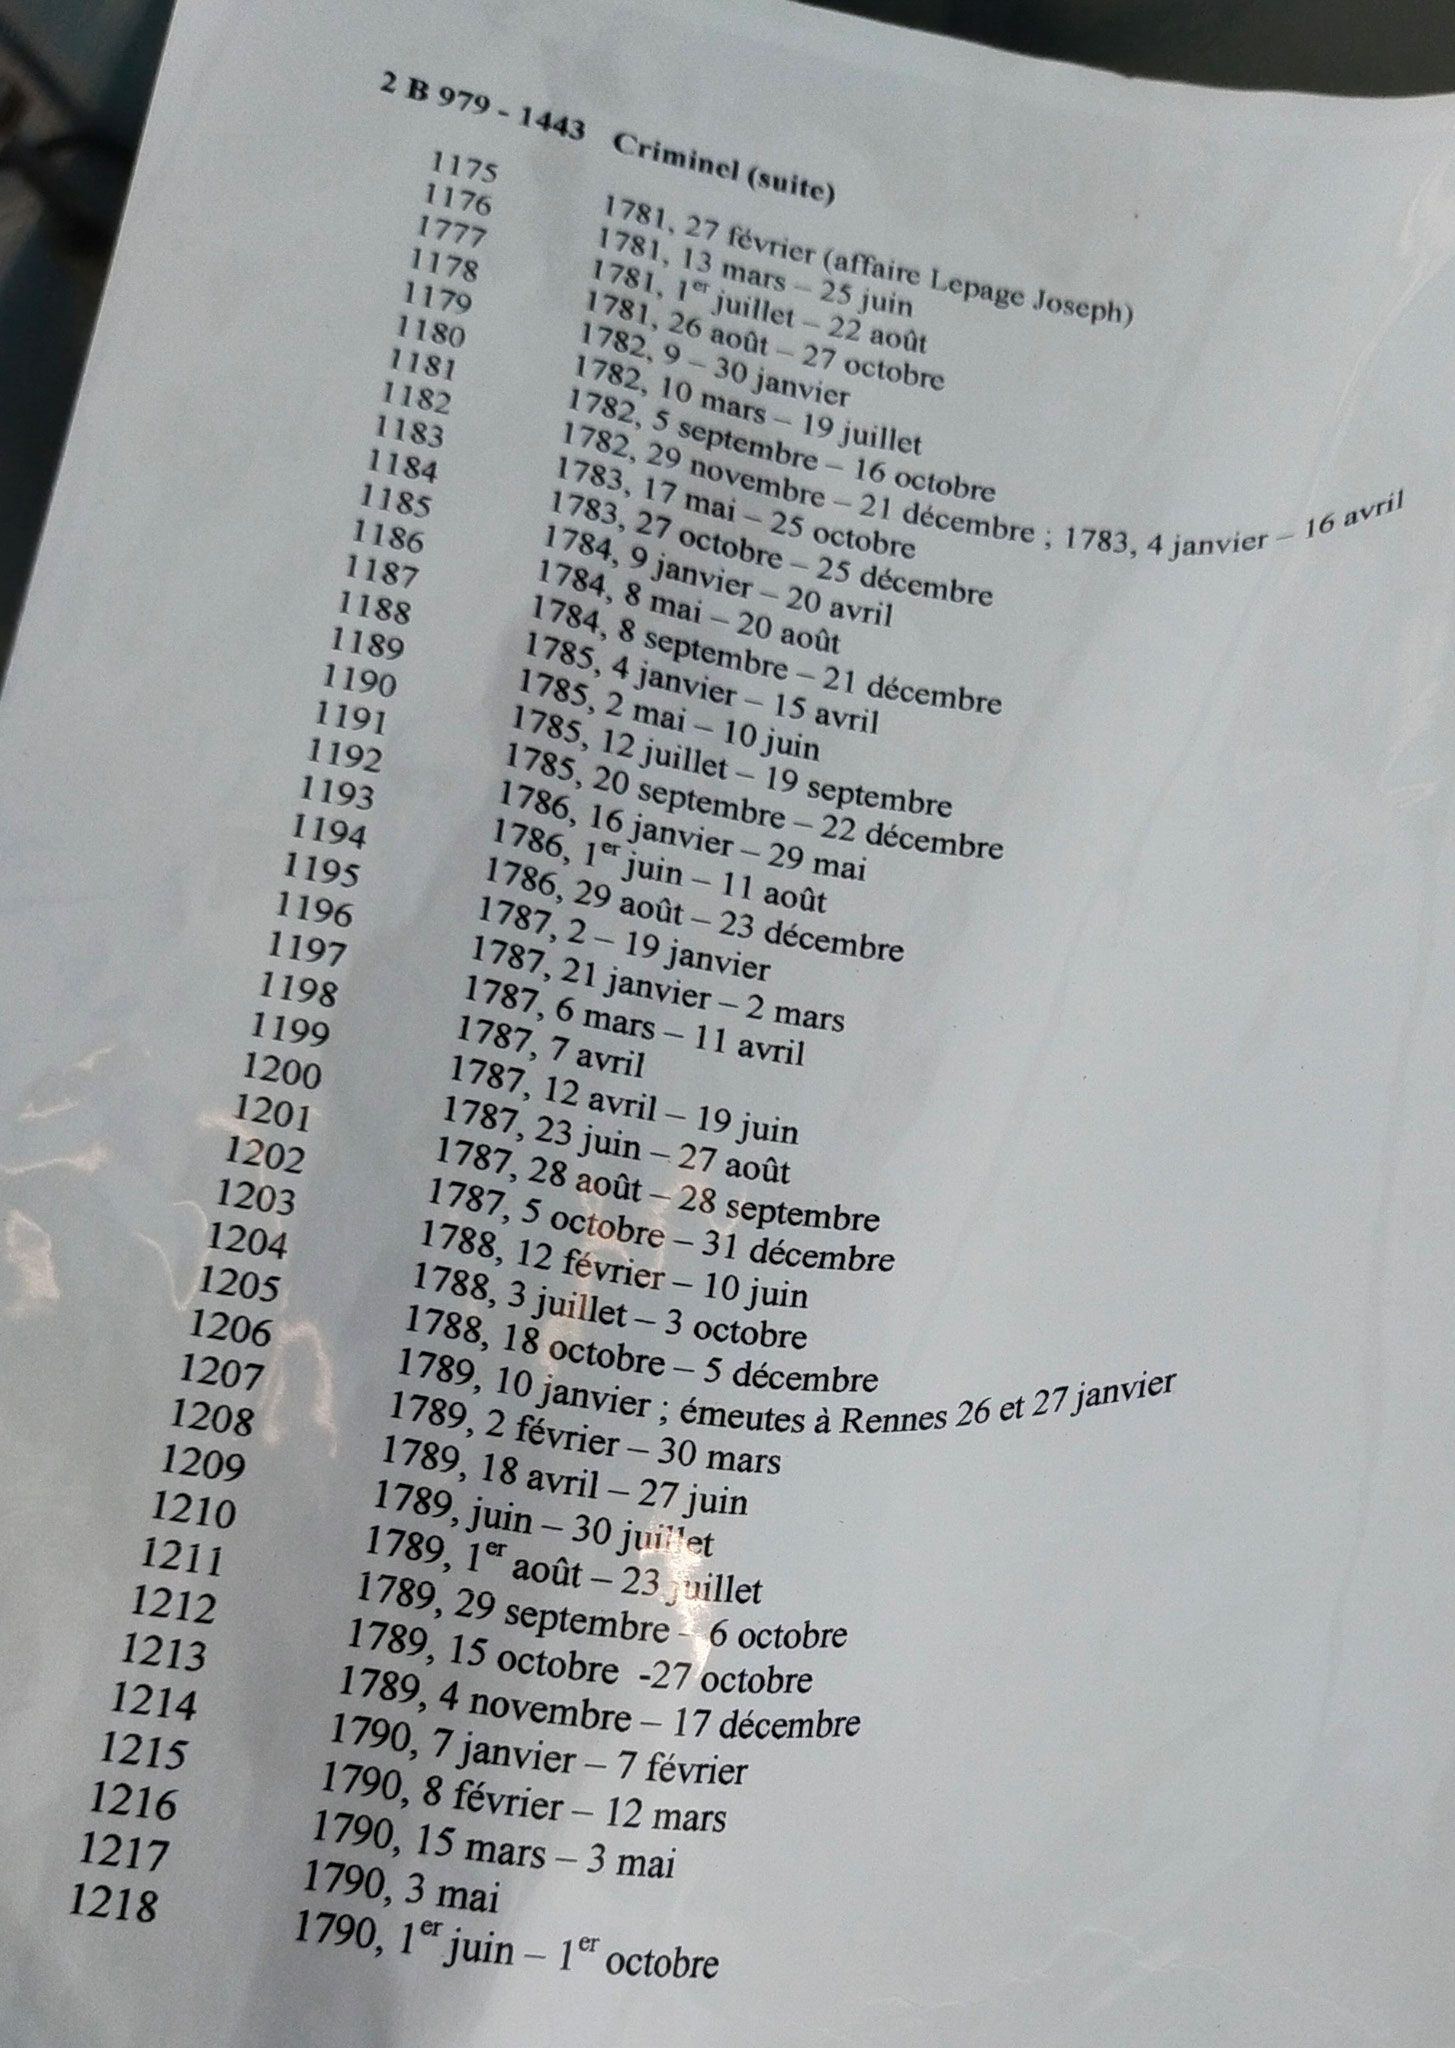 2 B 979 - 1443 Criminel (suite)
1175 1781, 27 février (affaire Lepage Joseph)
1176 1781, 13 mars – 25 juin
1777 1781, 1er juillet – 22 août
1178 1781, 26 août – 27 octobre
1179 1782, 9 – 30 janvier
1180 1782, 10 mars – 19 juillet
1181 1782, 5 septembre – 16 octobre
1182 1782, 29 novembre – 21 décembre ; 1783, 4 janvier – 16 avril
1183 1783, 17 mai – 25 octobre
1184 1783, 27 octobre – 25 décembre
1185 1784, 9 janvier – 20 avril
1186 1784, 8 mai – 20 août
1187 1784, 8 septembre – 21 décembre
1188 1785, 4 janvier – 15 avril
1189 1785, 2 mai – 10 juin
1190 1785, 12 juillet – 19 septembre
1191 1785, 20 septembre – 22 décembre
1192 1786, 16 janvier – 29 mai
1193 1786, 1er juin – 11 août
1194 1786, 29 août – 23 décembre
1195 1787, 2 – 19 janvier
1196 1787, 21 janvier – 2 mars
1197 1787, 6 mars – 11 avril
1198 1787, 7 avril
1199 1787, 12 avril – 19 juin
1200 1787, 23 juin – 27 août
1201 1787, 28 août – 28 septembre
1202 1787, 5 octobre – 31 décembre
1203 1788, 12 février – 10 juin
1204 1788, 3 juillet – 3 octobre
1205 1788, 18 octobre – 5 décembre
1206 1789, 10 janvier ; émeutes à Rennes 26 et 27 janvier
1207 1789, 2 février – 30 mars
1208 1789, 18 avril – 27 juin
1209 1789, juin – 30 juillet
1210 1789, 1er août – 23 juillet
1211 1789, 29 septembre – 6 octobre
1212 1789, 15 octobre -27 octobre
1213 1789, 4 novembre – 17 décembre
1214 1790, 7 janvier – 7 février
1215 1790, 8 février – 12 mars
1216 1790, 15 mars – 3 mai
1217 1790, 3 mai
1218 1790, 1er juin – 1er octobre